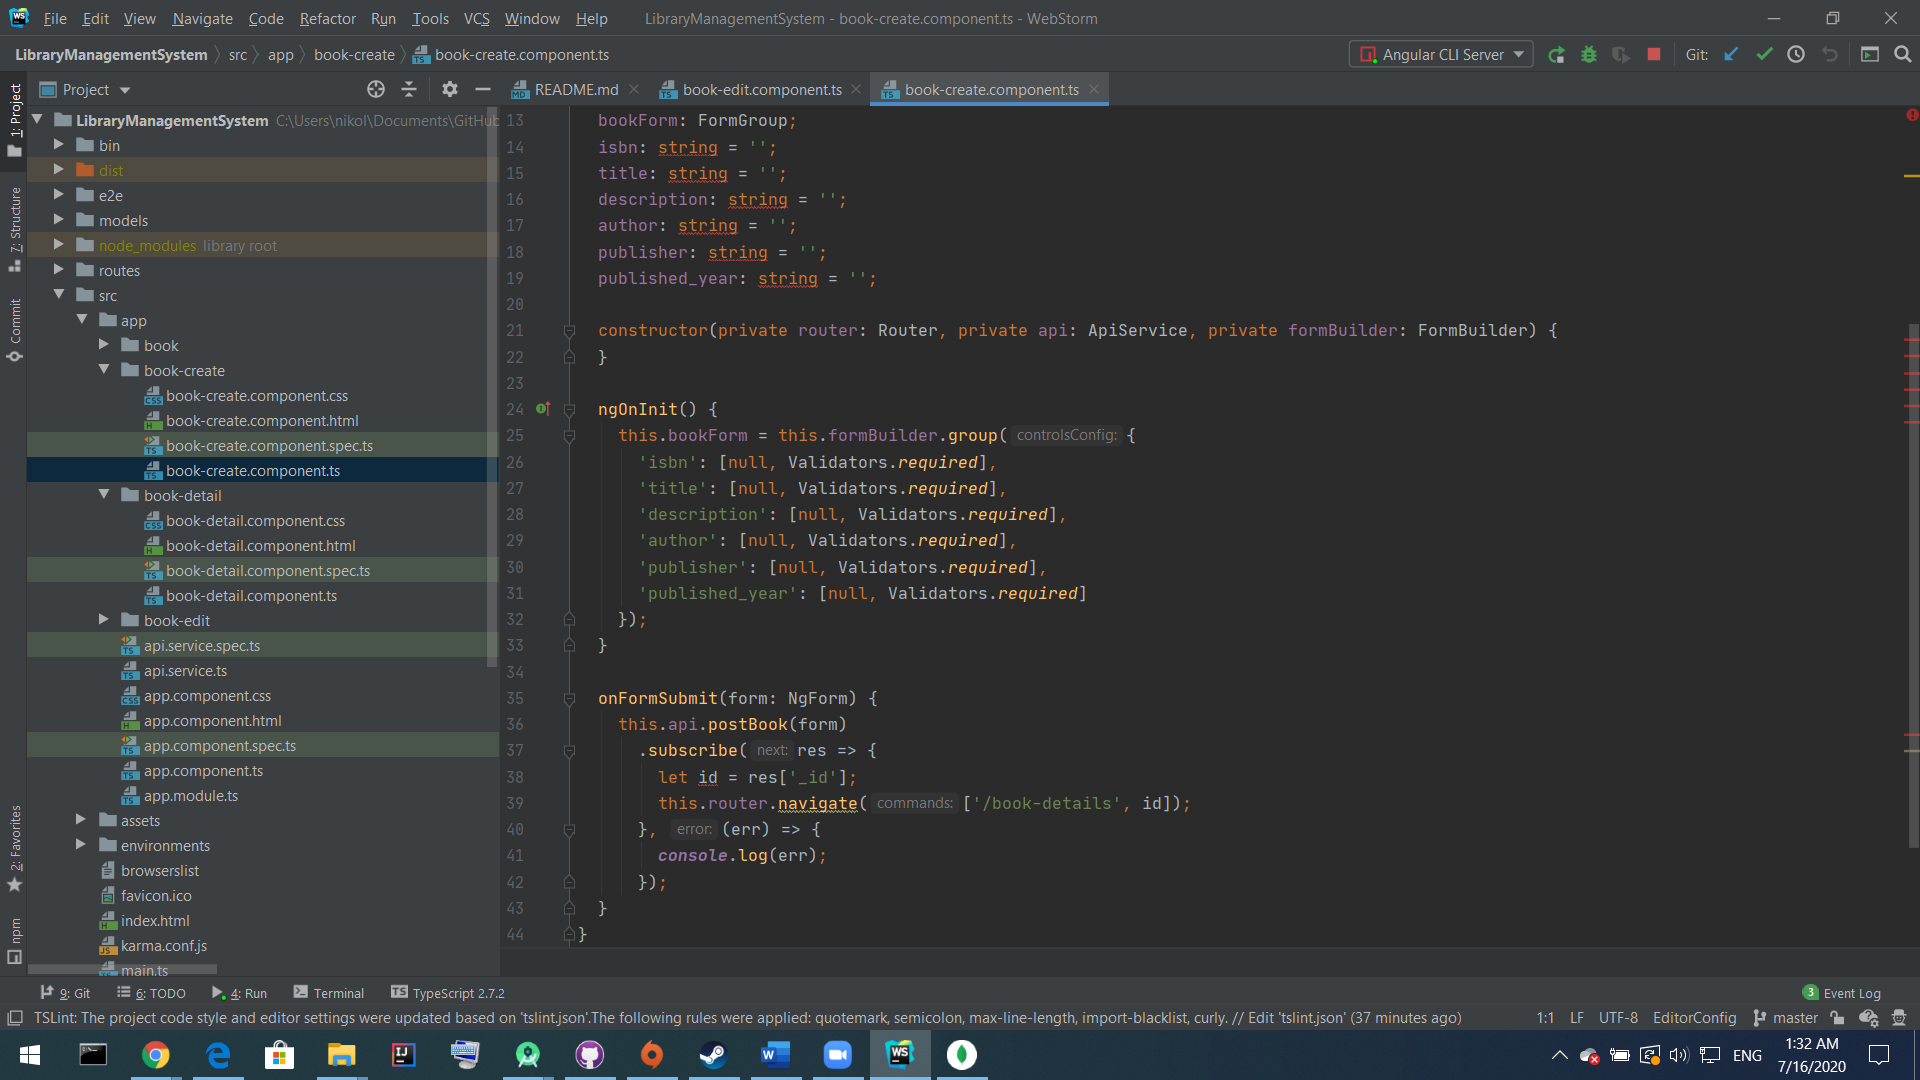 File Edit View Navigate Code Refactor Run Tools VCS Window Help LibraryManagementSystem - book-create.component.ts - WebStorm
LibraryManagementSystem src app book-create book-create.component.ts Angular CLI Server Git:
Project README.md book-edit.component.ts book-create.component.ts
1: Project
7: Structure
Commit
2: Favorites
npm
LibraryManagementSystem C:\Users\nikol\Documents\GitHub
bin
dist
e2e
models
node_modules library root
routes
src
app
book
book-create
book-create.component.css
book-create.component.html
book-create.component.spec.ts
book-create.component.ts
book-detail
book-detail.component.css
book-detail.component.html
book-detail.component.spec.ts
book-detail.component.ts
book-edit
api.service.spec.ts
api.service.ts
app.component.css
app.component.html
app.component.spec.ts
app.component.ts
app.module.ts
assets
environments
browserslist
favicon.ico
index.html
karma.conf.js
main.ts
13 bookForm: FormGroup;
14 isbn: string = '';
15 title: string = '';
16 description: string = '';
17 author: string = '';
18 publisher: string = '';
19 published_year: string = '';
20
21 constructor(private router: Router, private api: ApiService, private formBuilder: FormBuilder) {
22 }
23
24 ngOnInit() {
25 this.bookForm = this.formBuilder.group( controlsConfig: {
26 'isbn': [null, Validators.required],
27 'title': [null, Validators.required],
28 'description': [null, Validators.required],
29 'author': [null, Validators.required],
30 'publisher': [null, Validators.required],
31 'published_year': [null, Validators.required]
32 });
33 }
34
35 onFormSubmit(form: NgForm) {
36 this.api.postBook(form)
37 .subscribe( next: res => {
38 let id = res['_id'];
39 this.router.navigate( commands: ['/book-details', id]);
40 }, error: (err) => {
41 console.log(err);
42 });
43 }
44 }
9: Git 6: TODO 4: Run Terminal TypeScript 2.7.2 3 Event Log
TSLint: The project code style and editor settings were updated based on 'tslint.json'.The following rules were applied: quotemark, semicolon, max-line-length, import-blacklist, curly. // Edit 'tslint.json' (37 minutes ago) 1:1 LF UTF-8 EditorConfig master
ENG 1:32 AM
7/16/2020